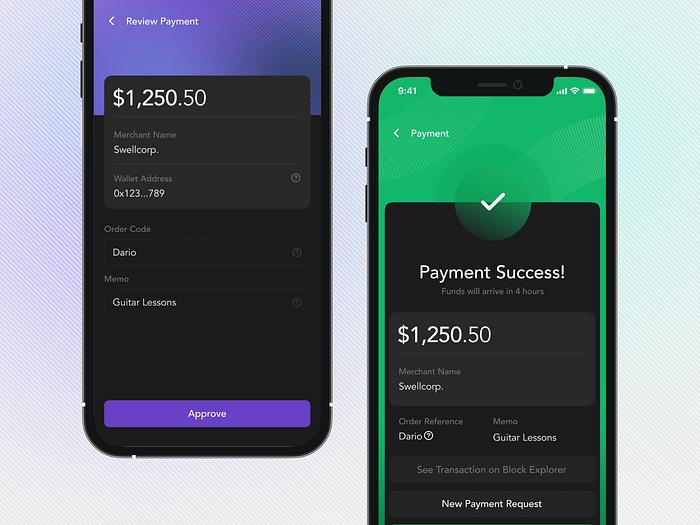 Review Payment
$1,250.50
Merchant Name
Swellcorp.
Wallet Address
0x123...789
Order Code
Dario
Memo
Guitar Lessons
Approve
9:41
Payment
Payment Success!
Funds will arrive in 4 hours
$1,250.50
Merchant Name
Swellcorp.
Order Reference
Memo
Dario
Guitar Lessons
See Transaction on Block Explorer
New Payment Request